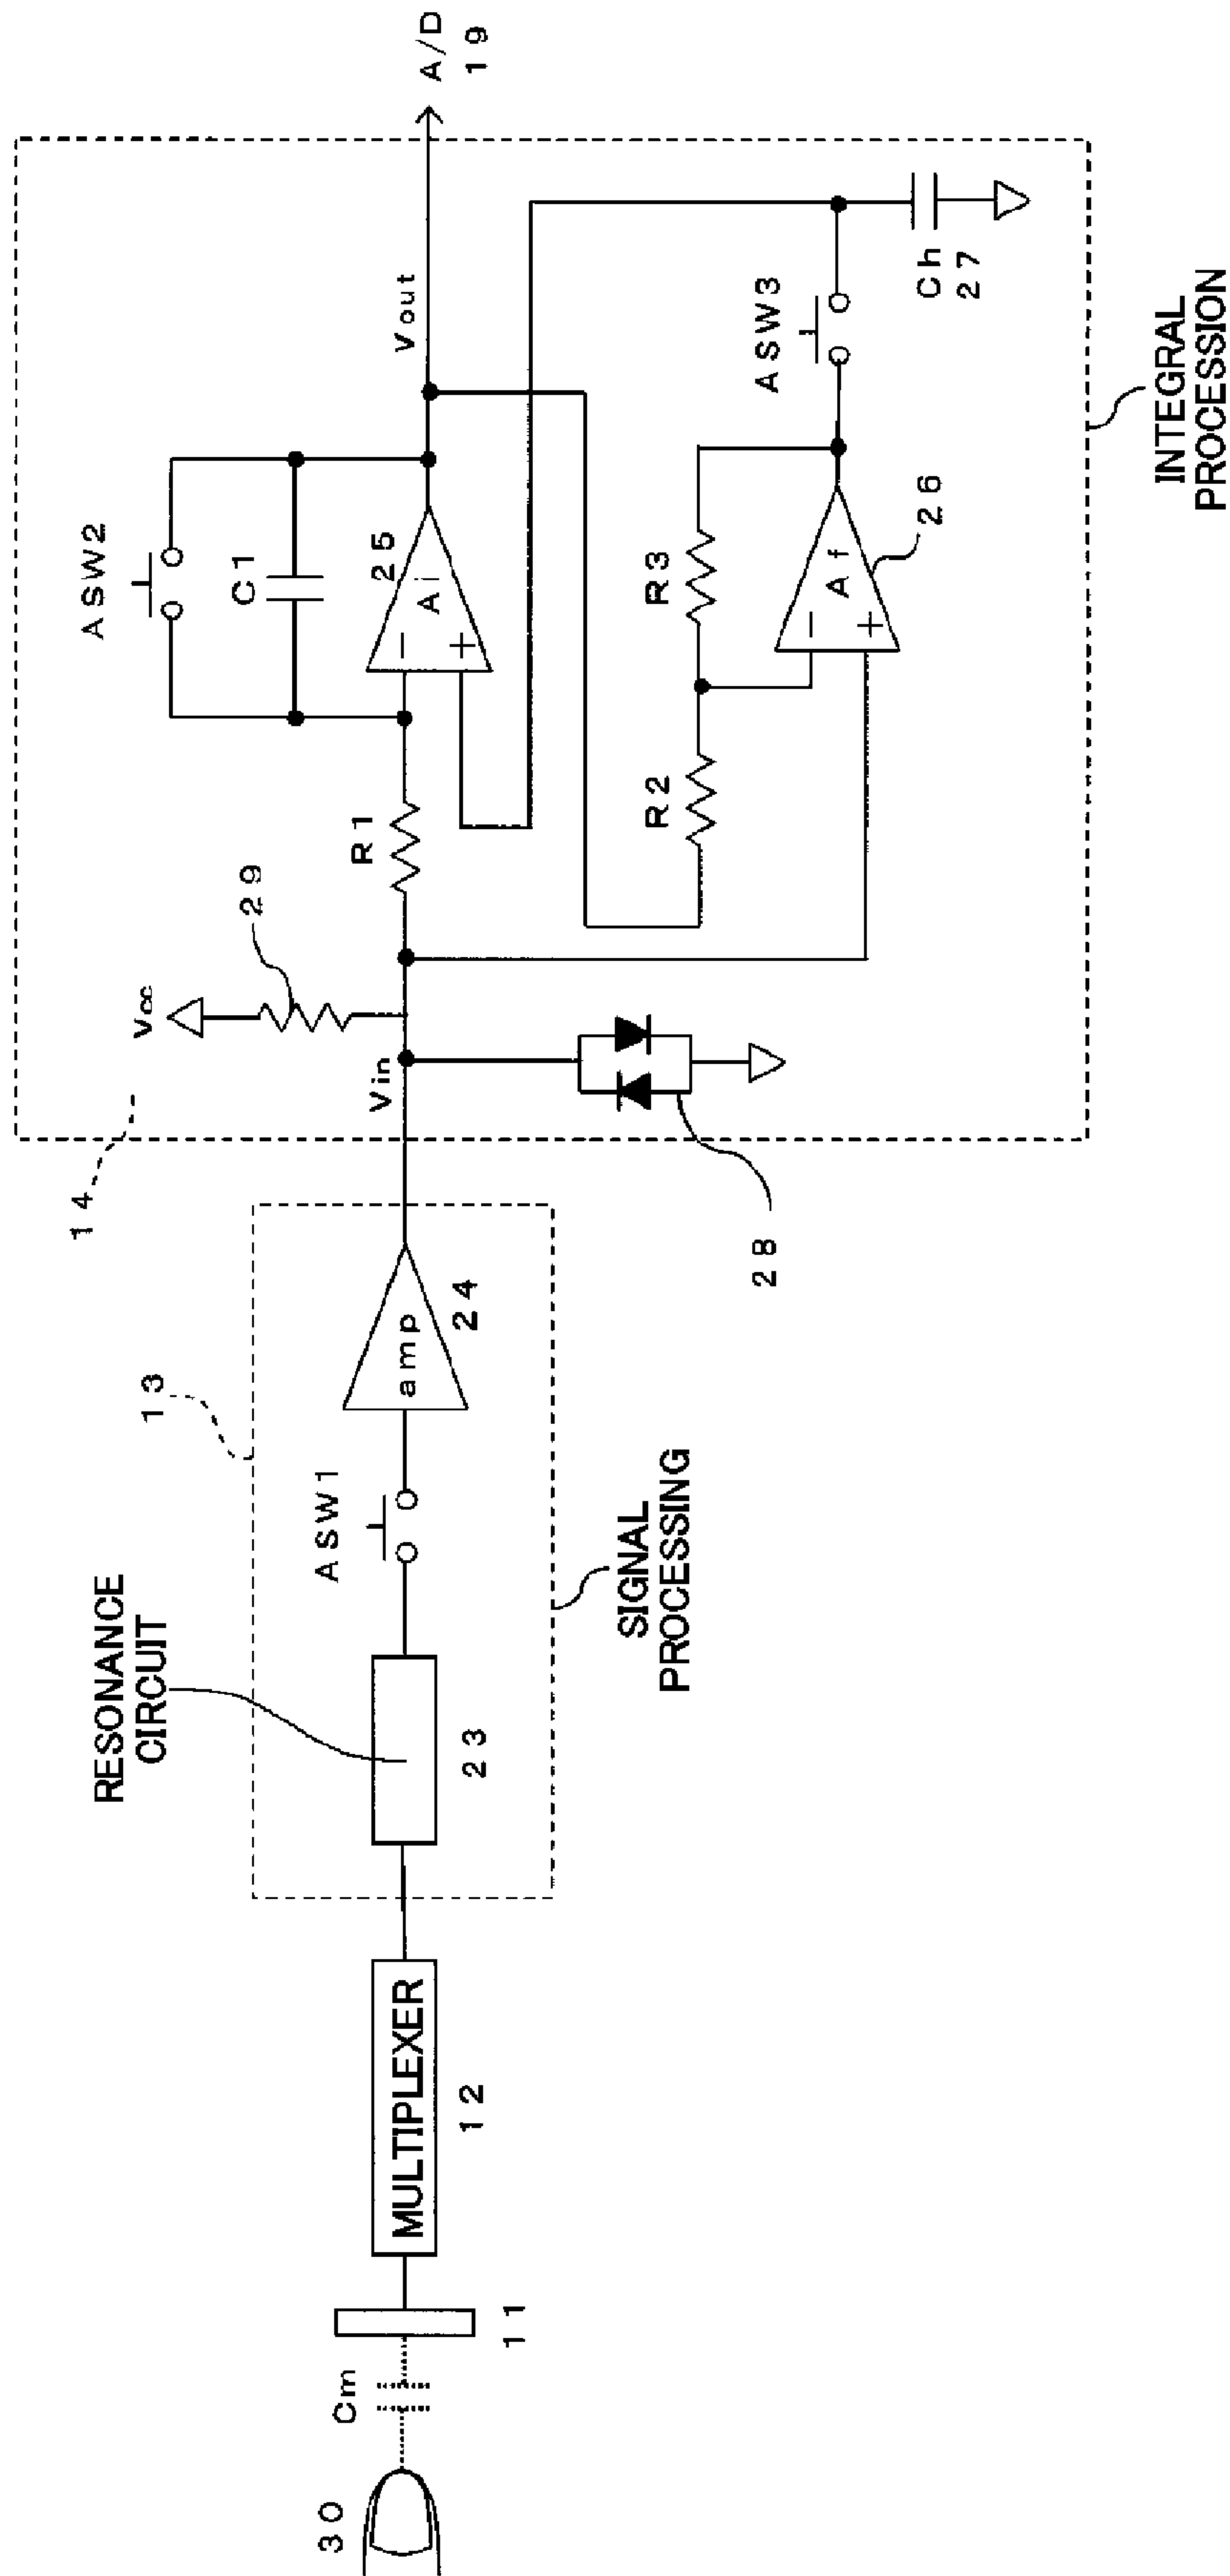 30
Cm
11
MULTIPLEXER
12
RESONANCE
CIRCUIT
23
ASW1
13
amp
24
SIGNAL
PROCESSING
14
Vin
Vcc
29
28
R1
ASW2
C1
25
Ai
−
+
Vout
A/D
19
R2
R3
Af
−
+
26
ASW3
Ch
27
INTEGRAL
PROCESSION